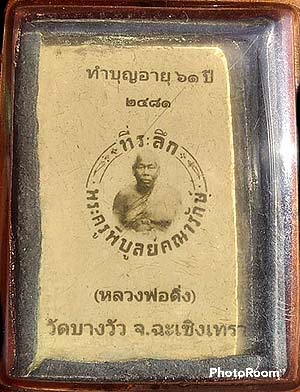 ทำบุญอายุ ๖๑ ปี
๒๔๘๑
ที่ระลึก
พระครูพิบูลย์คณารักษ์
(หลวงพ่อดิ่ง)
วัดบางวัว จ.ฉะเชิงเทรา
PhotoRoom